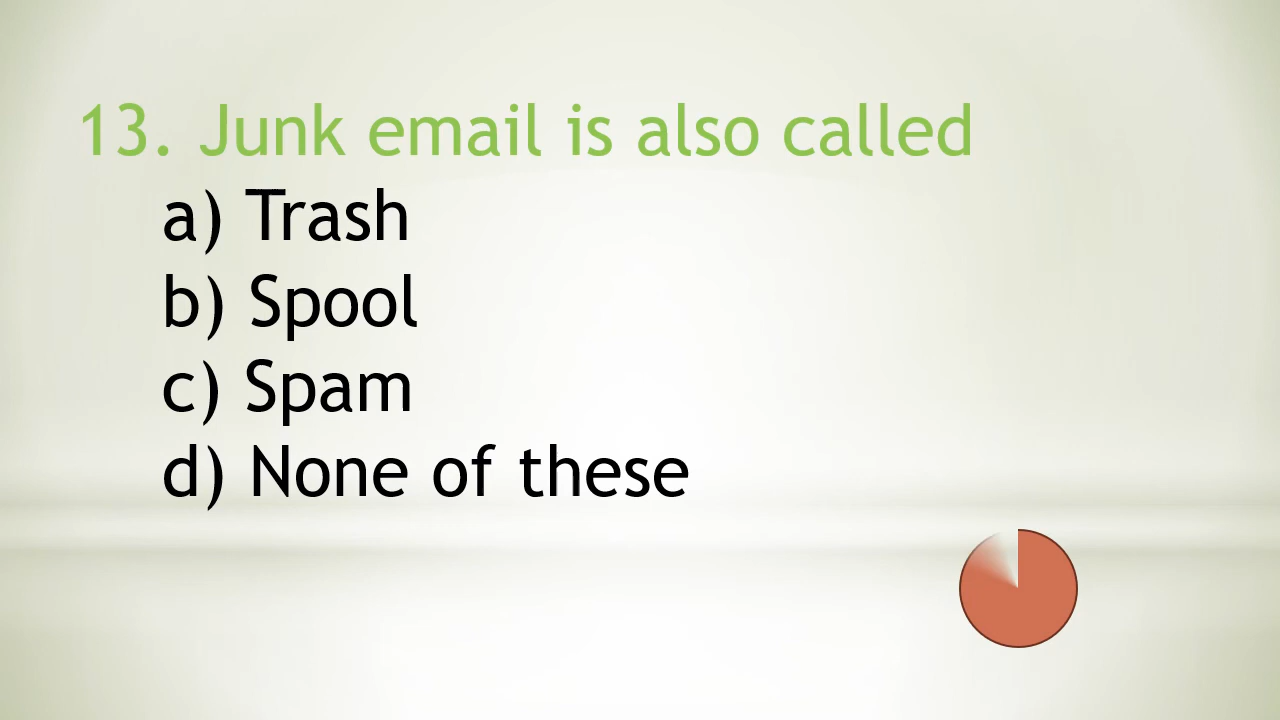 13. Junk email is also called
a) Trash
b) Spool
c) Spam
d) None of these